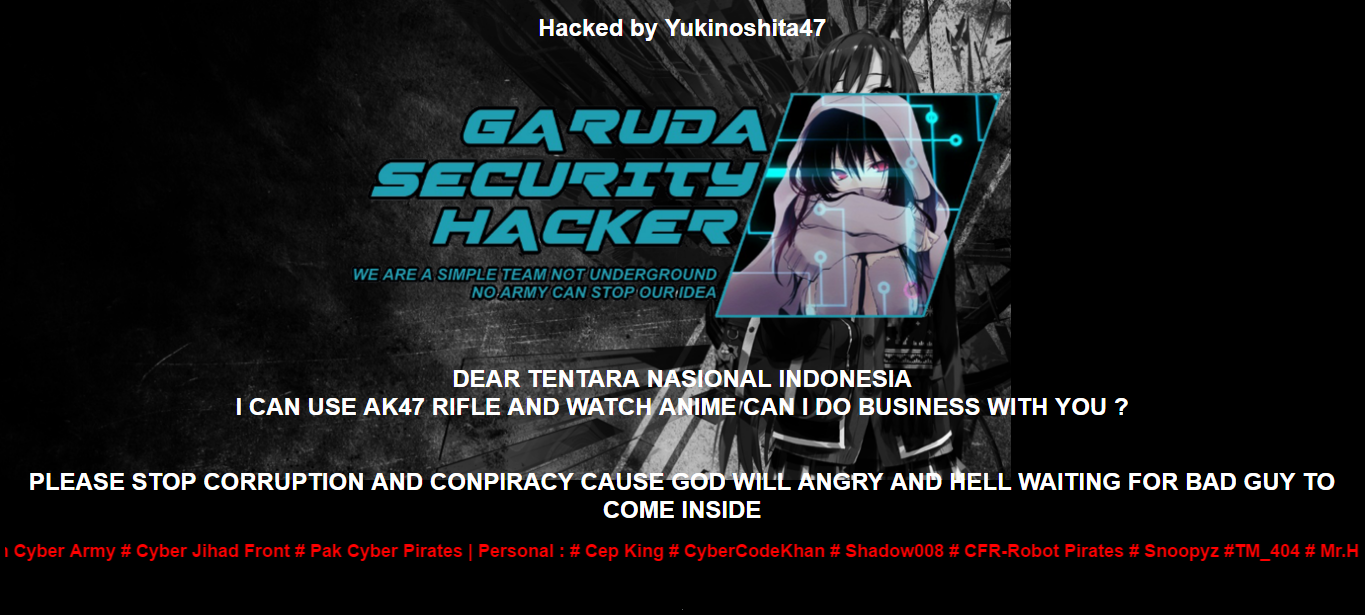 Hacked by Yukinoshita47
GARUDA
SECURITY
HACKER
WE ARE A SIMPLE TEAM NOT UNDERGROUND
NO ARMY CAN STOP OUR IDEA
DEAR TENTARA NASIONAL INDONESIA
I CAN USE AK47 RIFLE AND WATCH ANIME CAN I DO BUSINESS WITH YOU ?
PLEASE STOP CORRUPTION AND CONPIRACY CAUSE GOD WILL ANGRY AND HELL WAITING FOR BAD GUY TO
COME INSIDE
Cyber Army # Cyber Jihad Front # Pak Cyber Pirates | Personal : # Cep King # CyberCodeKhan # Shadow008 # CFR-Robot Pirates # Snoopyz #TM_404 # Mr.H